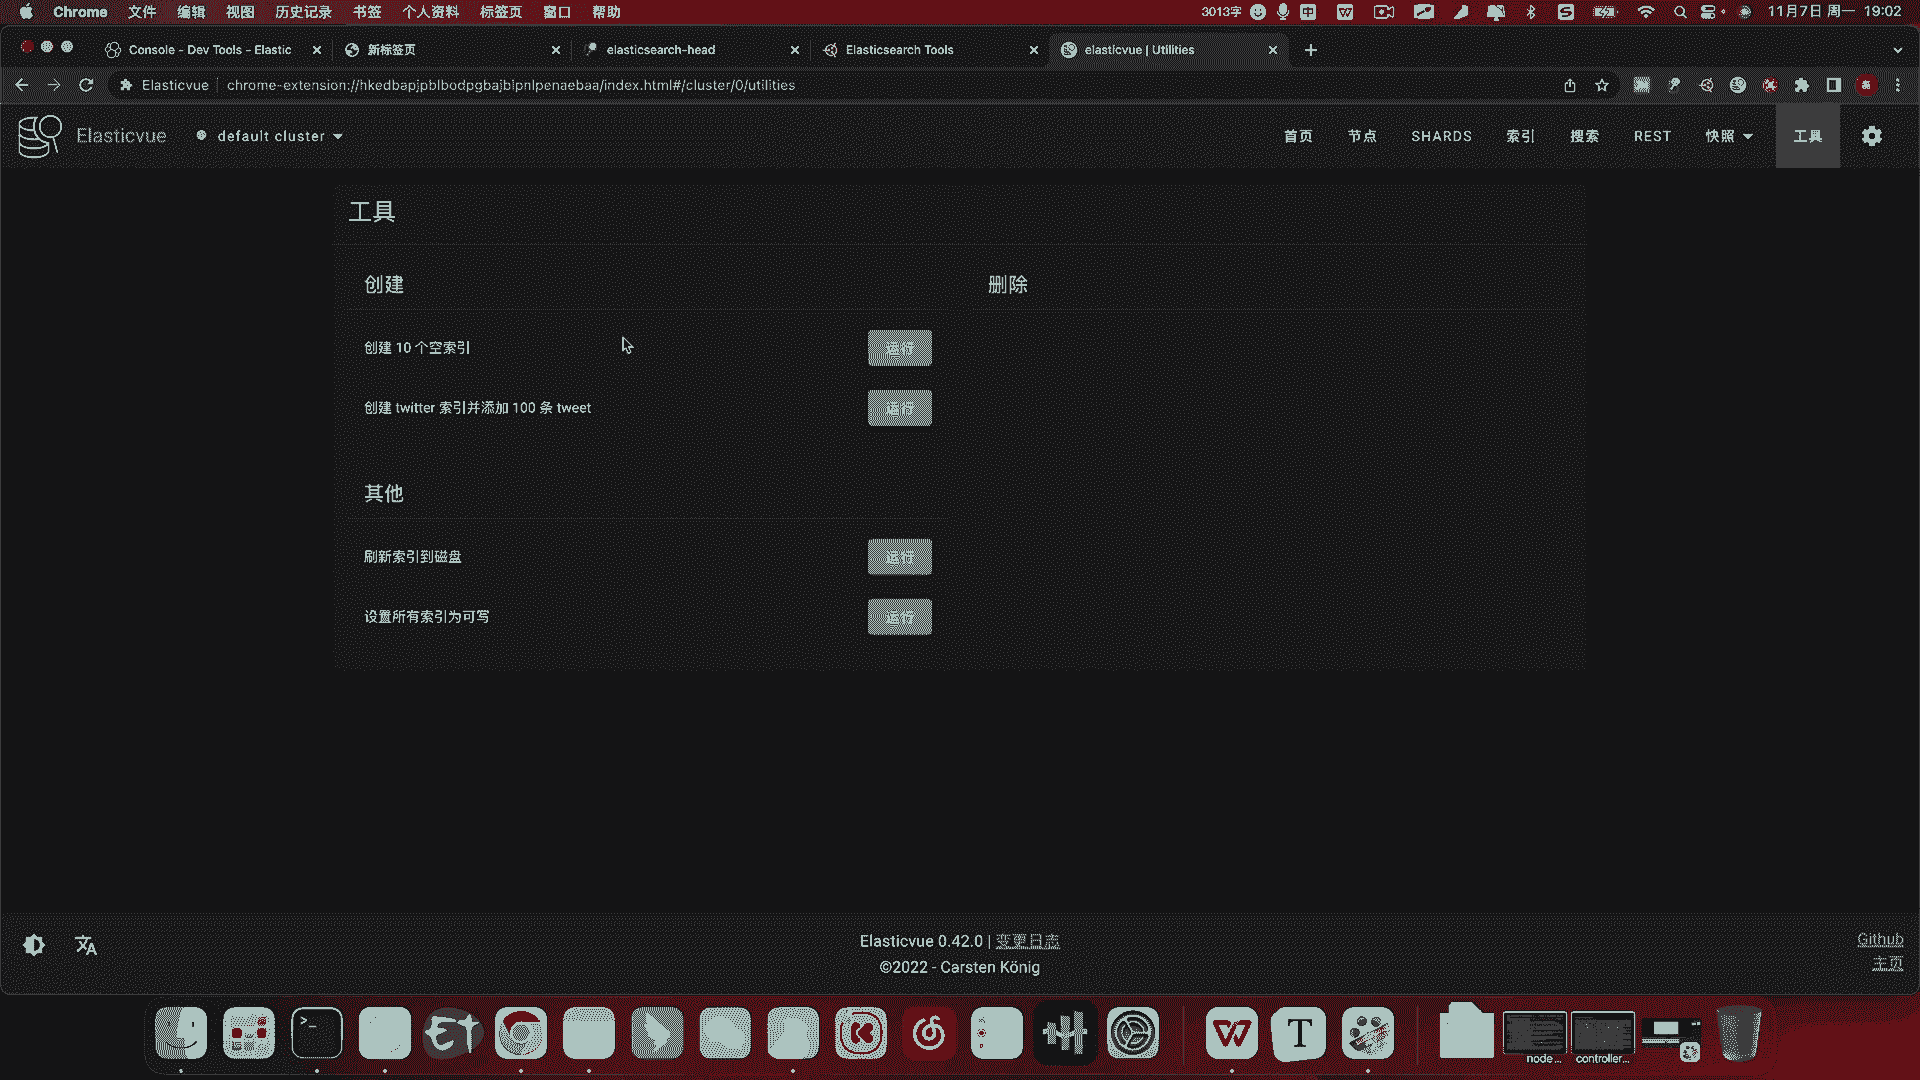 Chrome 文件 编辑 视图 历史记录 书签 个人资料 标签页 窗口 帮助 3013字 中 11月7日 周一 19:02
Console - Dev Tools - Elastic 新标签页 elasticsearch-head Elasticsearch Tools elasticvue | Utilities
Elasticvue chrome-extension://hkedbapjpblbodpgbajblpnlpenaebaa/index.html#/cluster/0/utilities
Elasticvue default cluster 首页 节点 SHARDS 索引 搜索 REST 快照 工具
工具
创建 删除
创建 10 个空索引 运行
创建 twitter 索引并添加 100 条 tweet 运行
其他
刷新索引到磁盘 运行
设置所有索引为可写 运行
Elasticvue 0.42.0 | 变更日志
©2022 - Carsten König
Github
主页
node ...
controller...